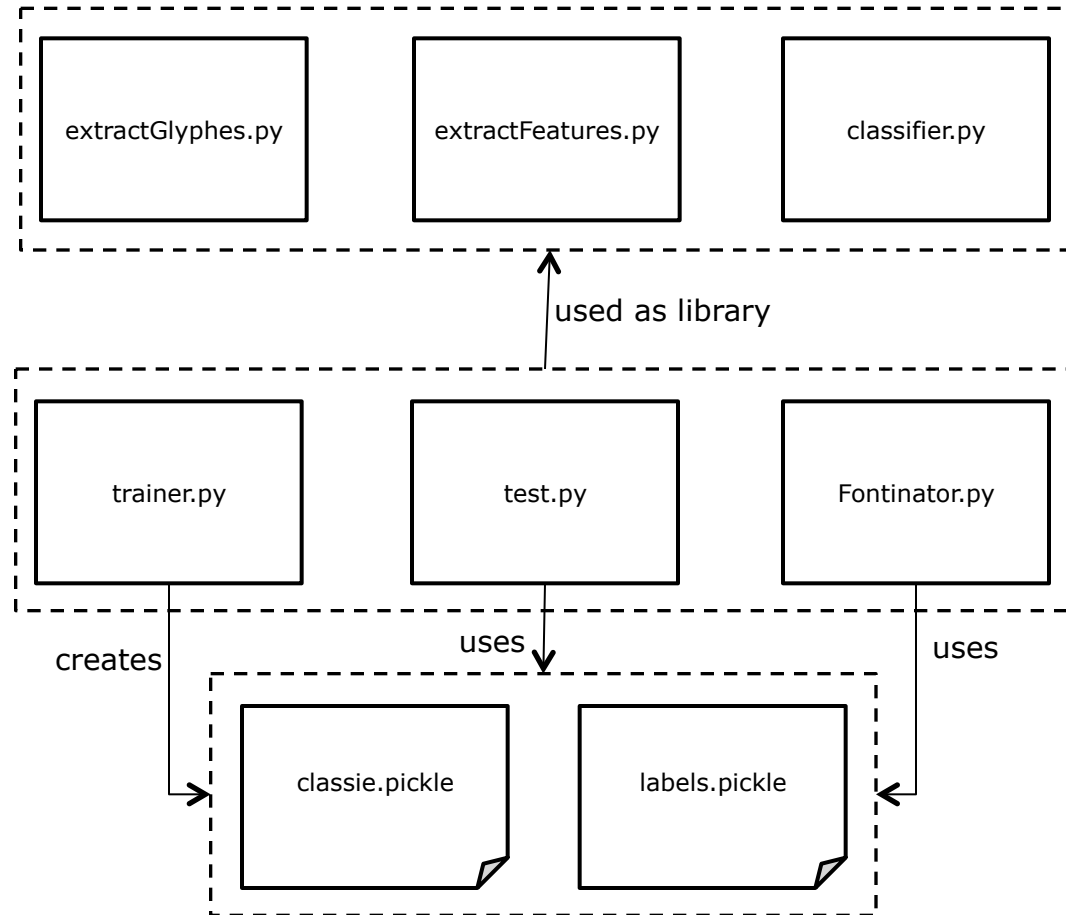 extractGlyphes.py
extractFeatures.py
classifier.py
used as library
trainer.py
test.py
Fontinator.py
creates
uses
uses
classie.pickle
labels.pickle